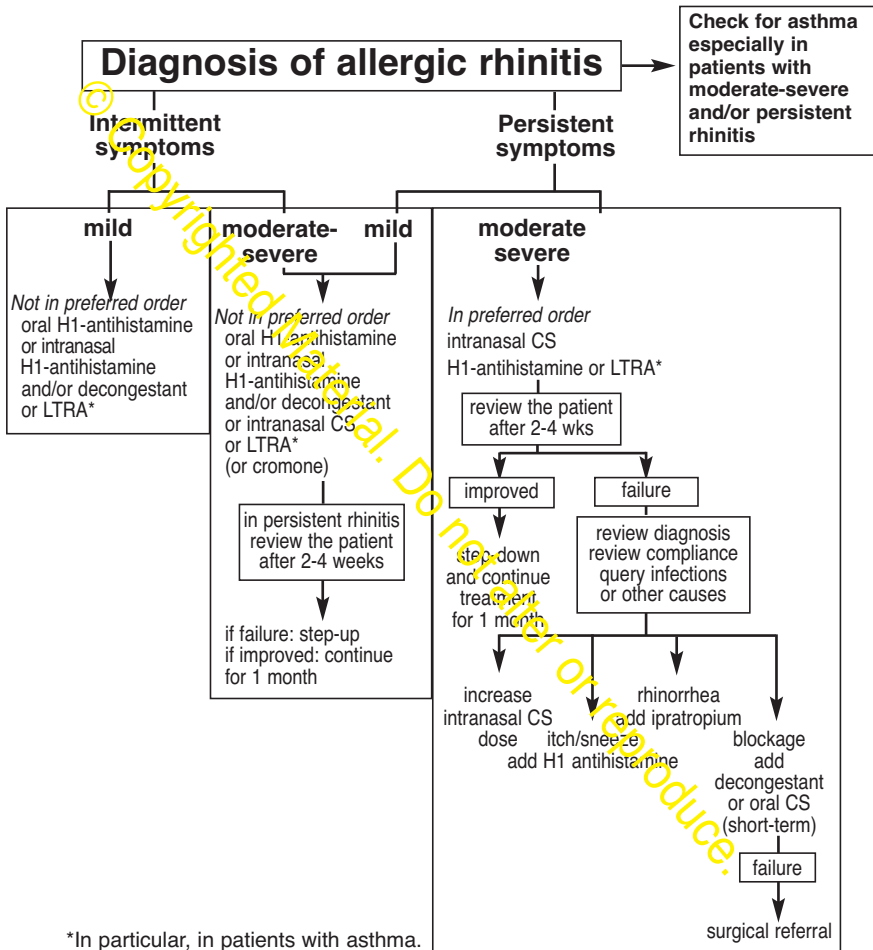 Diagnosis of allergic rhinitis
Check for asthma
especially in
patients with
moderate-severe
and/or persistent
rhinitis
Intermittent
symptoms
Persistent
symptoms
mild
Not in preferred order
oral H1-antihistamine
or intranasal
H1-antihistamine
and/or decongestant
or LTRA*
moderate-
severe
mild
Not in preferred order
oral H1-antihistamine
or intranasal
H1-antihistamine
and/or decongestant
or intranasal CS
or LTRA*
(or cromone)
in persistent rhinitis
review the patient
after 2-4 weeks
if failure: step-up
if improved: continue
for 1 month
moderate
severe
In preferred order
intranasal CS
H1-antihistamine or LTRA*
review the patient
after 2-4 wks
improved
step-down
and continue
treatment
for 1 month
failure
review diagnosis
review compliance
query infections
or other causes
increase
intranasal CS
dose
itch/sneeze
add H1 antihistamine
rhinorrhea
add ipratropium
blockage
add
decongestant
or oral CS
(short-term)
failure
surgical referral
*In particular, in patients with asthma.
© Copyrighted Material. Do not alter or reproduce.